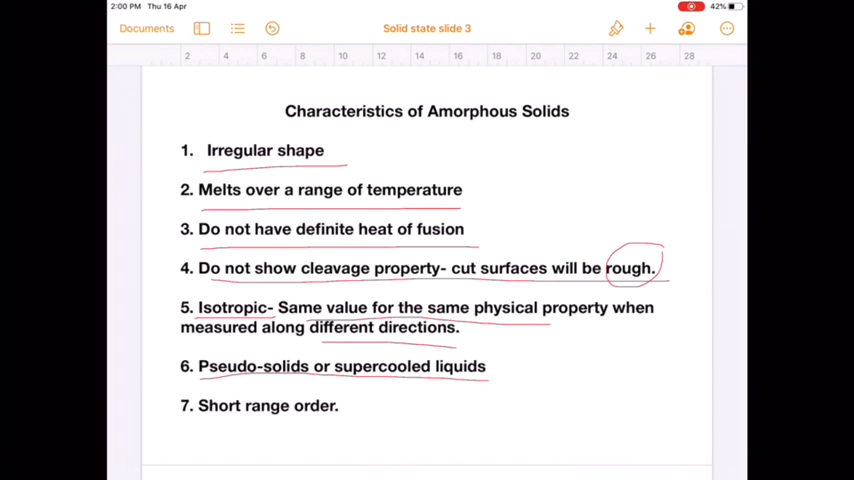 2:00 PM Thu 16 Apr
42%
Documents
Solid state slide 3
2 4 6 8 10 12 14 16 18 20 22 24 26 28
Characteristics of Amorphous Solids
1. Irregular shape
2. Melts over a range of temperature
3. Do not have definite heat of fusion
4. Do not show cleavage property- cut surfaces will be rough.
5. Isotropic- Same value for the same physical property when
measured along different directions.
6. Pseudo-solids or supercooled liquids
7. Short range order.